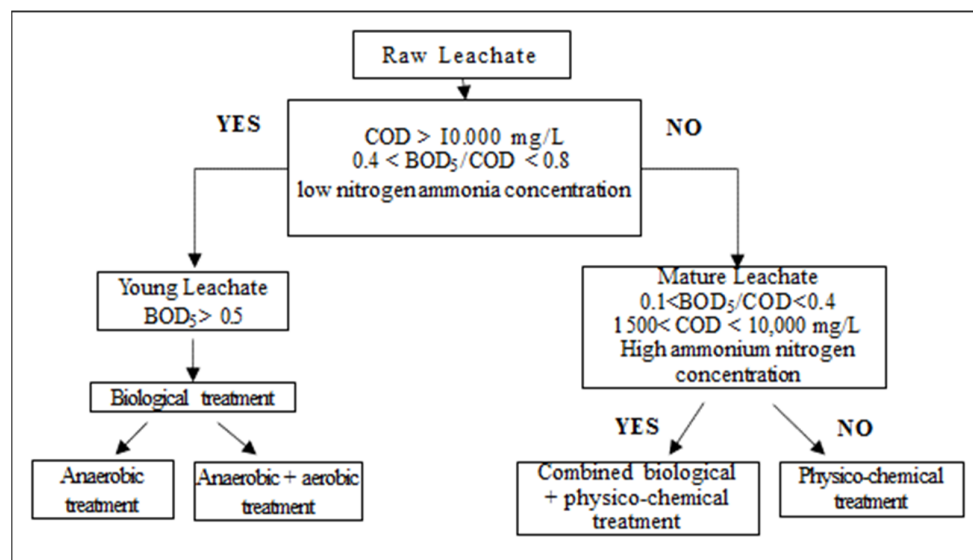 Raw Leachate
YES
NO
COD > 10.000 mg/L
0.4 < BOD₅/COD < 0.8
low nitrogen ammonia concentration
Young Leachate
BOD₅> 0.5
Mature Leachate
0.1<BOD₅/COD<0.4
1500< COD < 10,000 mg/L
High ammonium nitrogen
concentration
Biological treatment
YES
NO
Anaerobic
treatment
Anaerobic + aerobic
treatment
Combined biological
+ physico-chemical
treatment
Physico-chemical
treatment